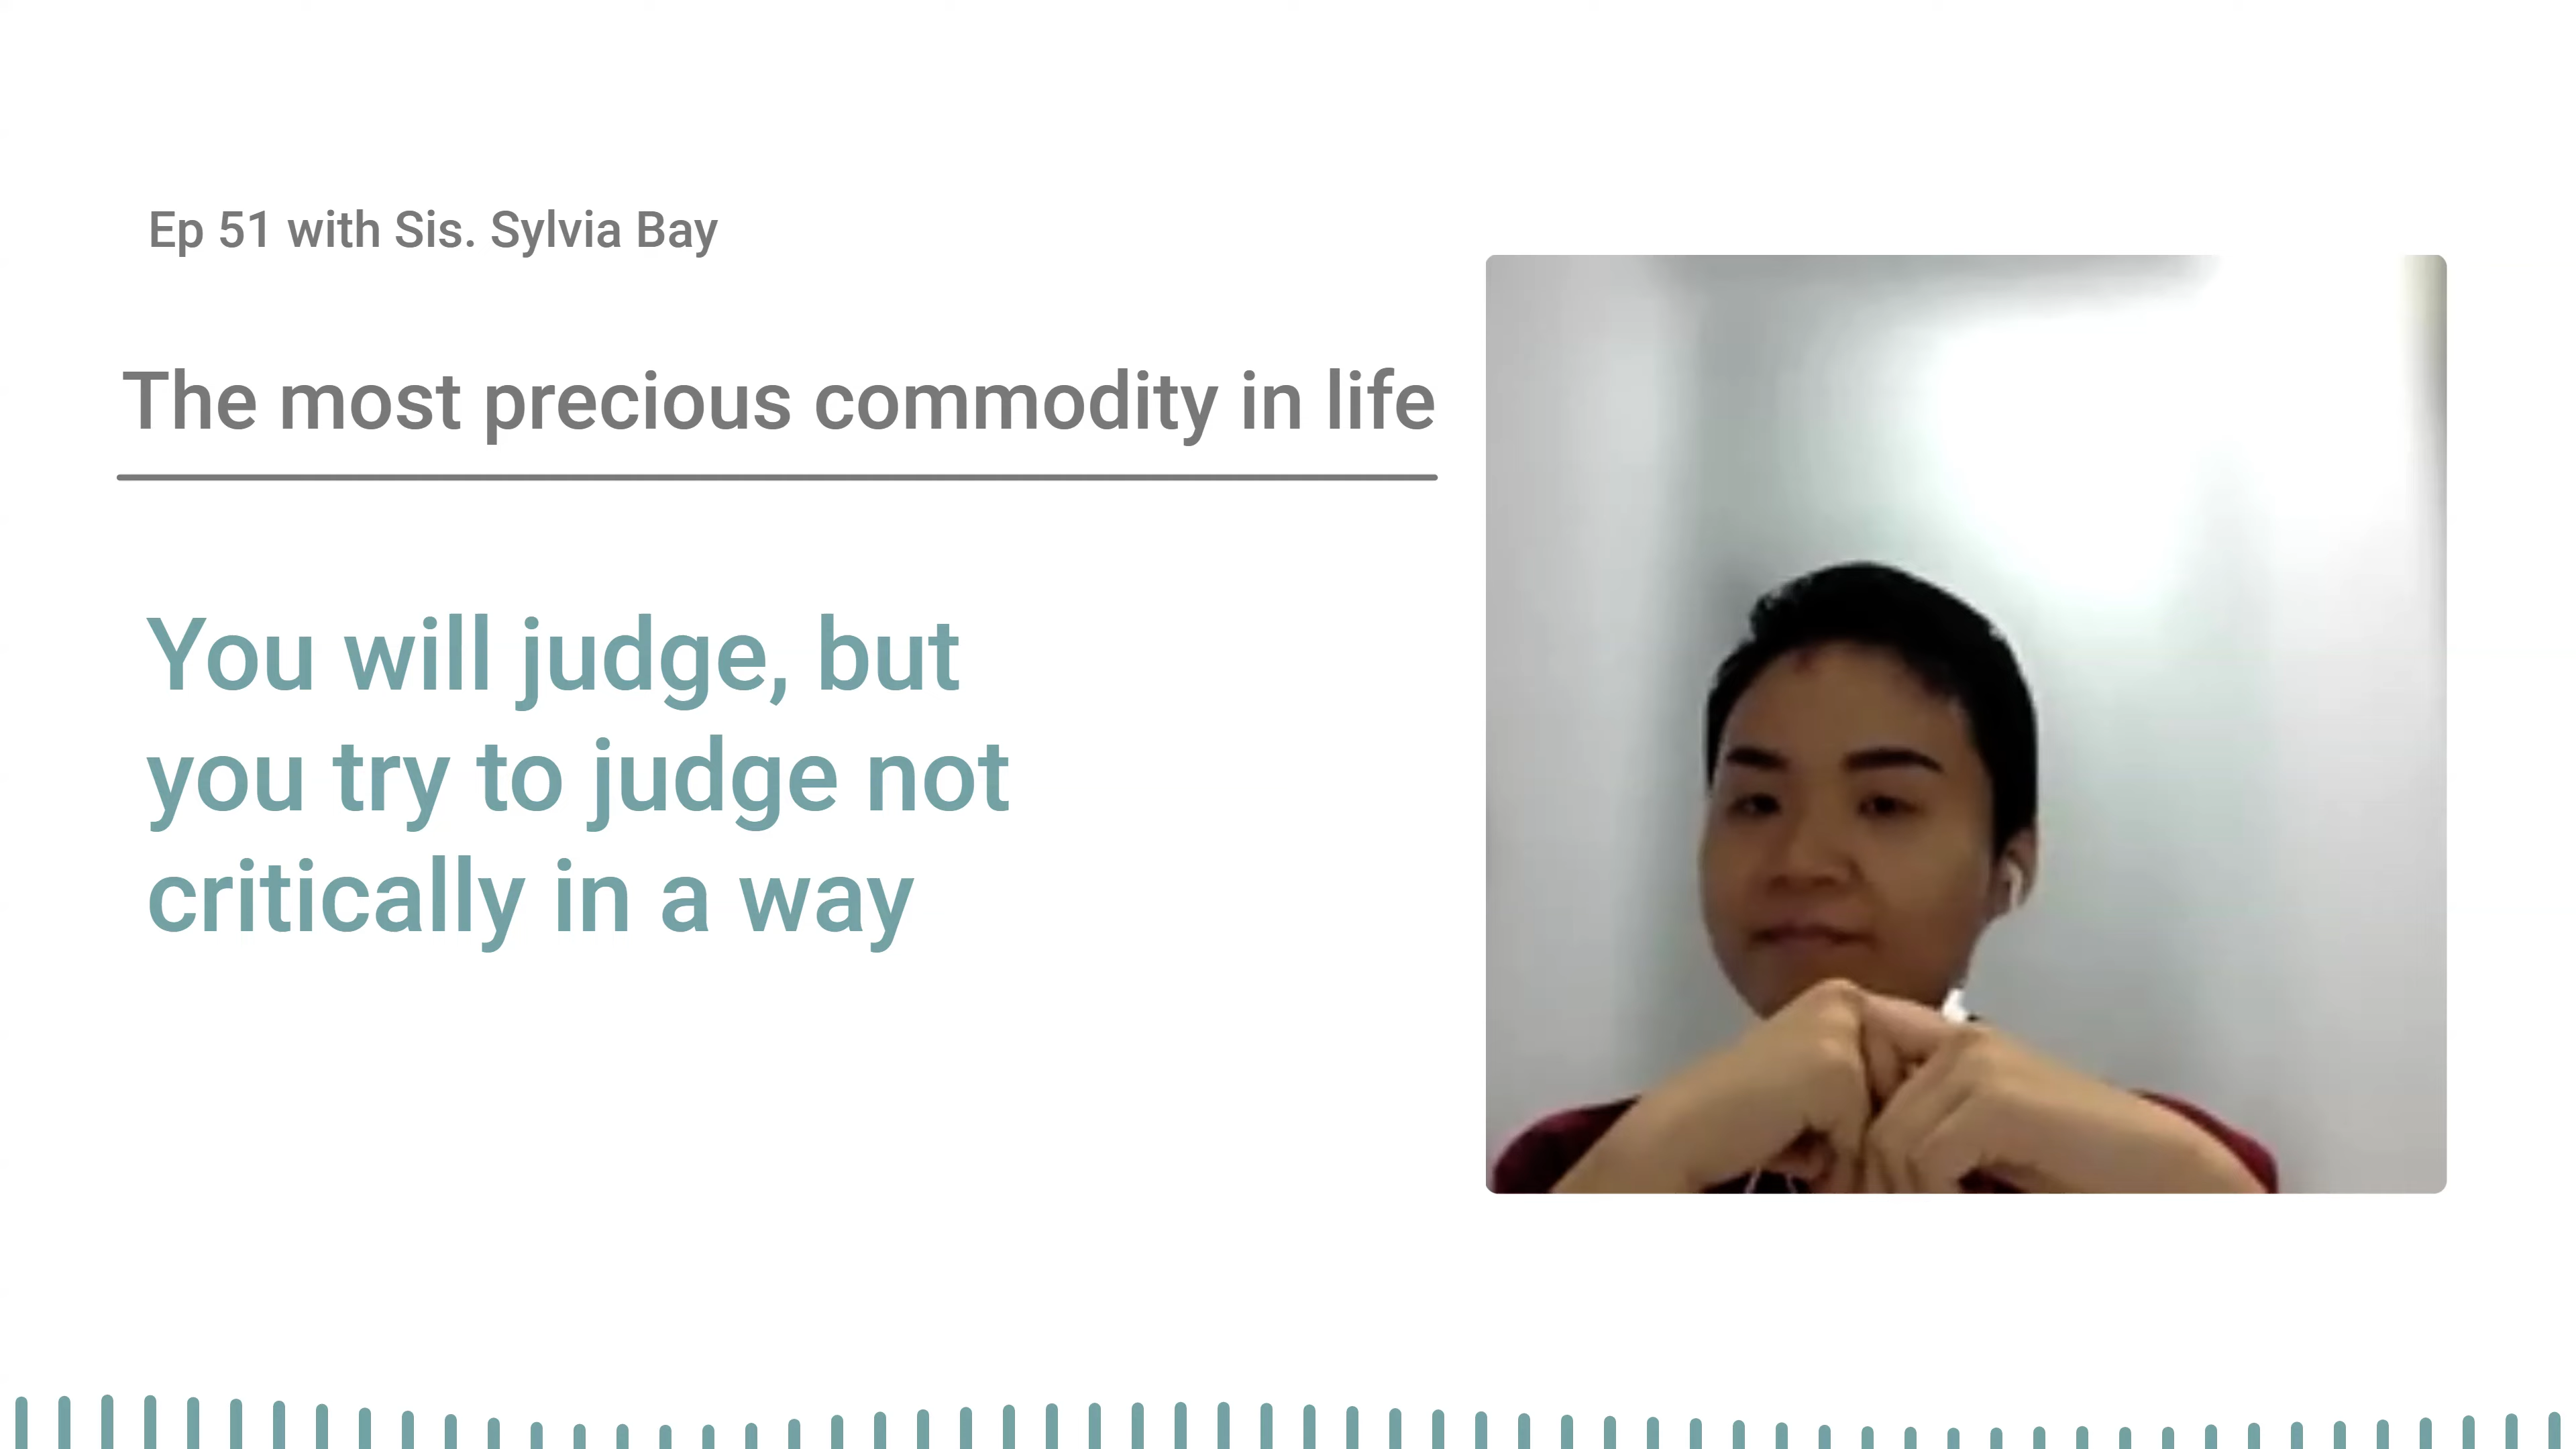 Ep 51 with Sis. Sylvia Bay
The most precious commodity in life
You will judge, but
you try to judge not
critically in a way